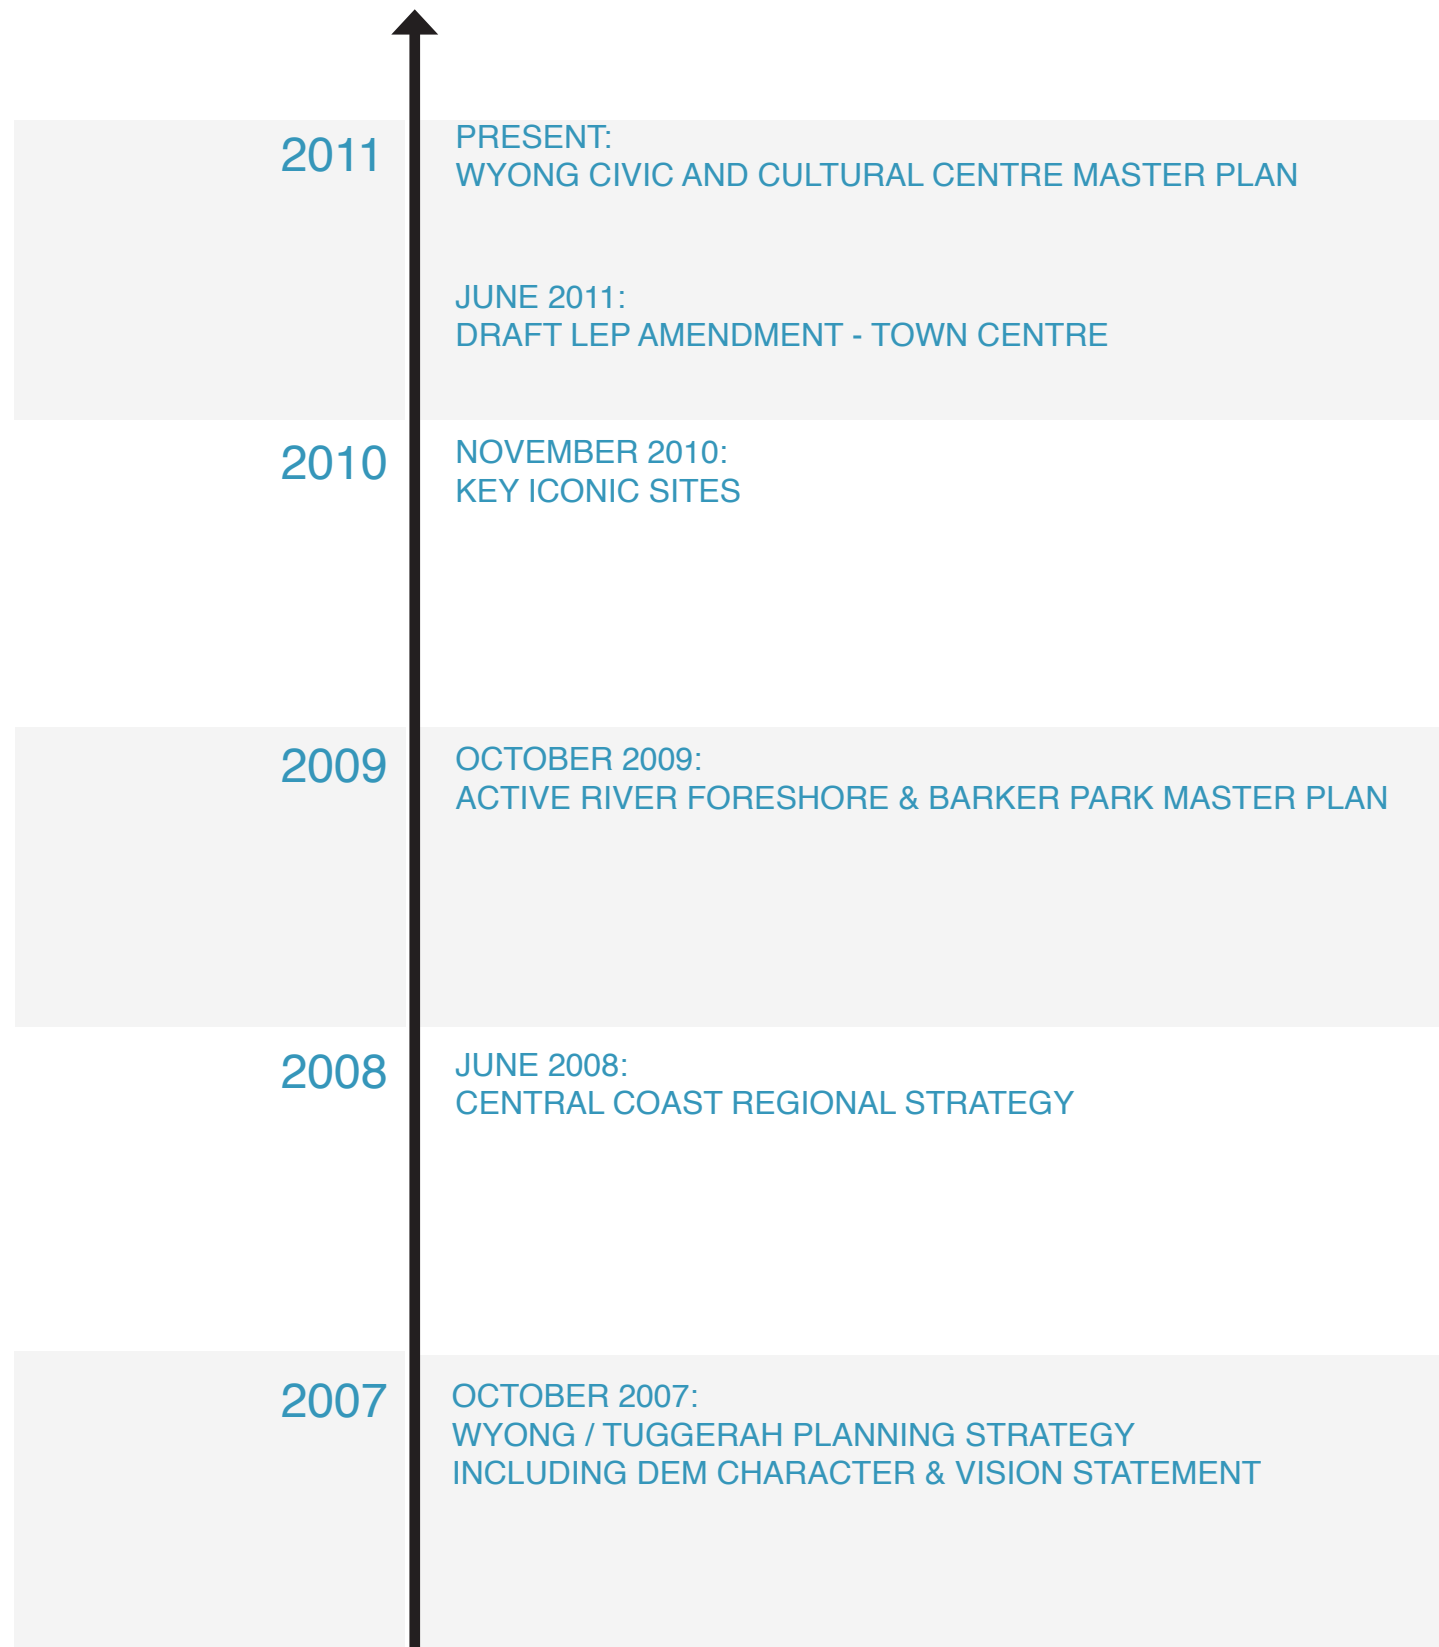 2011
PRESENT:
WYONG CIVIC AND CULTURAL CENTRE MASTER PLAN
JUNE 2011:
DRAFT LEP AMENDMENT - TOWN CENTRE
2010
NOVEMBER 2010:
KEY ICONIC SITES
2009
OCTOBER 2009:
ACTIVE RIVER FORESHORE & BARKER PARK MASTER PLAN
2008
JUNE 2008:
CENTRAL COAST REGIONAL STRATEGY
2007
OCTOBER 2007:
WYONG / TUGGERAH PLANNING STRATEGY
INCLUDING DEM CHARACTER & VISION STATEMENT